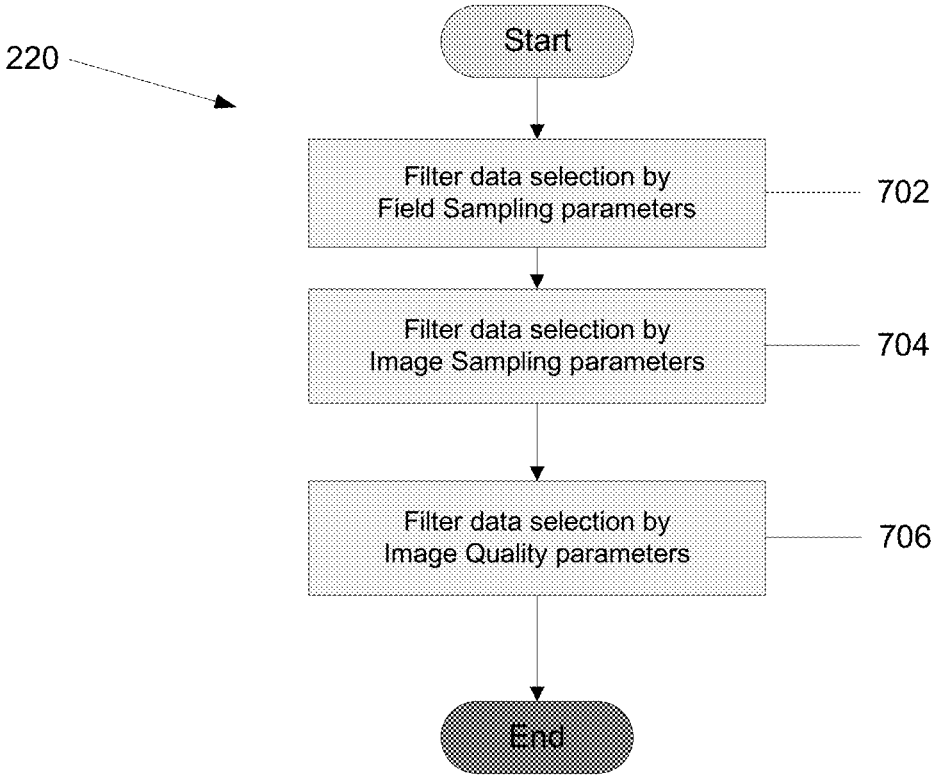 220
Start
Filter data selection by
Field Sampling parameters
702
Filter data selection by
Image Sampling parameters
704
Filter data selection by
Image Quality parameters
706
End